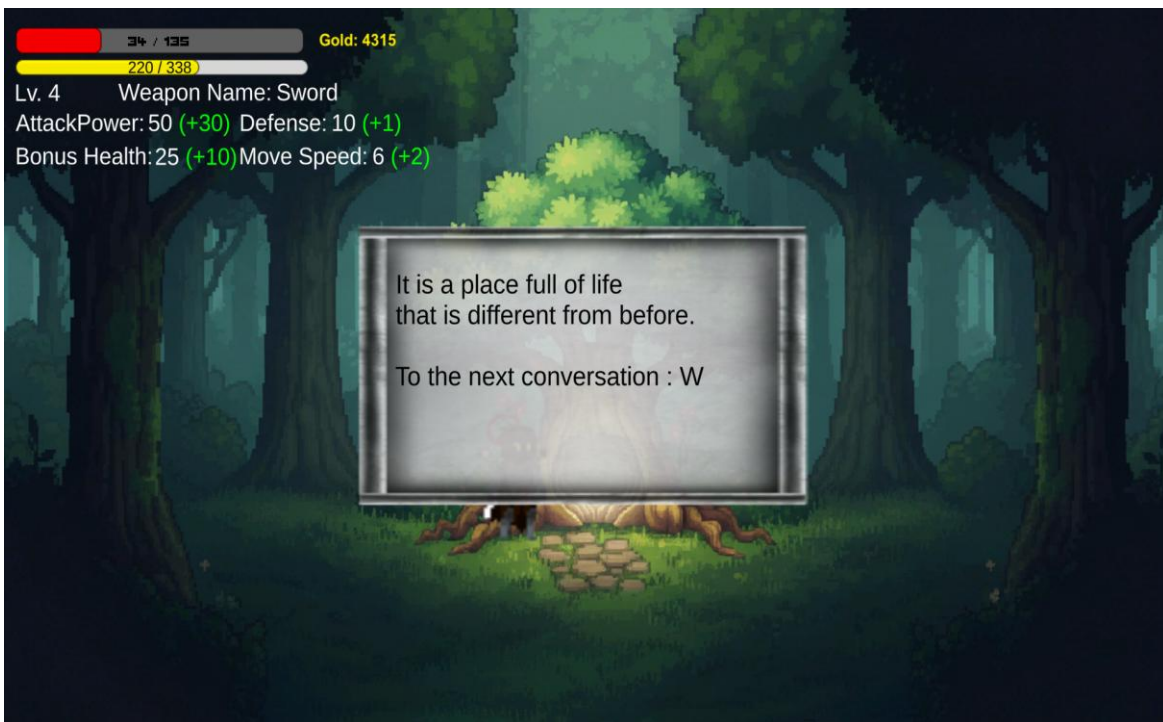 34 / 135 Gold: 4315
220 / 338
Lv. 4 Weapon Name: Sword
AttackPower: 50 (+30) Defense: 10 (+1)
Bonus Health: 25 (+10) Move Speed: 6 (+2)
It is a place full of life
that is different from before.
To the next conversation : W